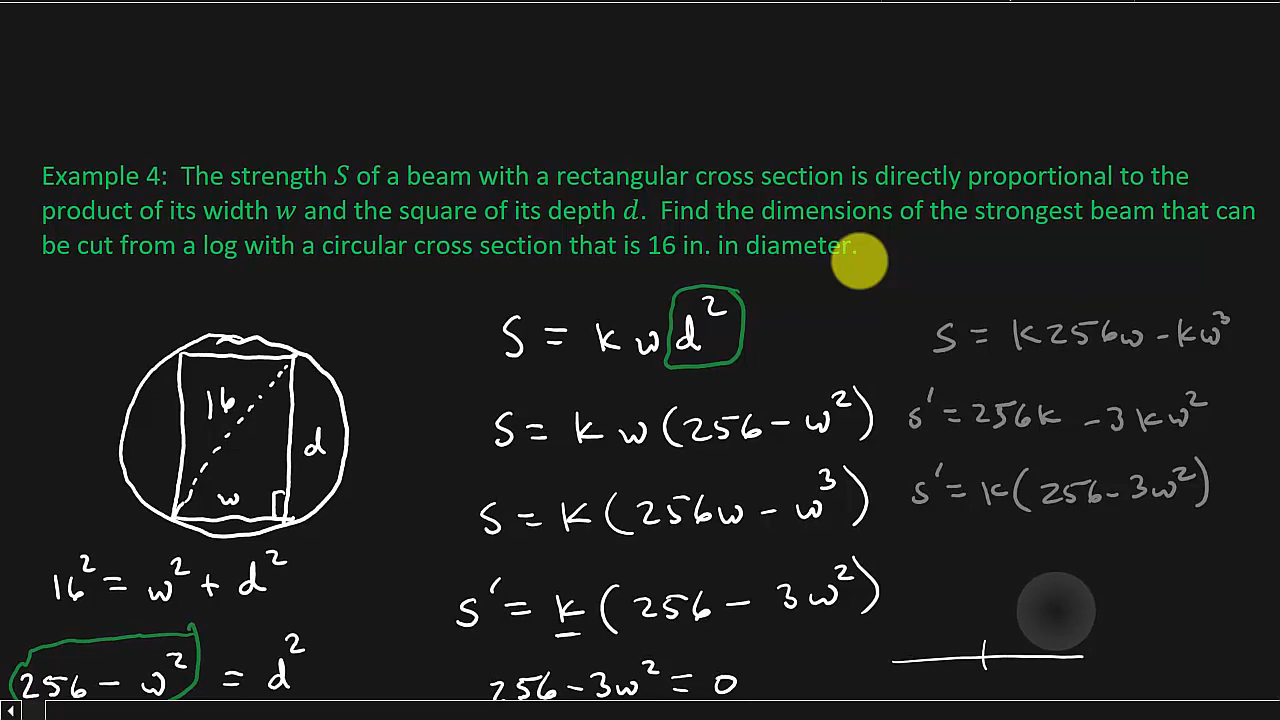 Example 4: The strength S of a beam with a rectangular cross section is directly proportional to the
product of its width w and the square of its depth d. Find the dimensions of the strongest beam that can
be cut from a log with a circular cross section that is 16 in. in diameter.
16
d
w
16² = w² + d²
256 - w² = d²
S = k w d²
S = k w (256 - w²)
S = k (256w - w³)
S' = k (256 - 3w²)
256 - 3w² = 0
S = k256w - kw³
S' = 256k - 3kw²
S' = k(256 - 3w²)